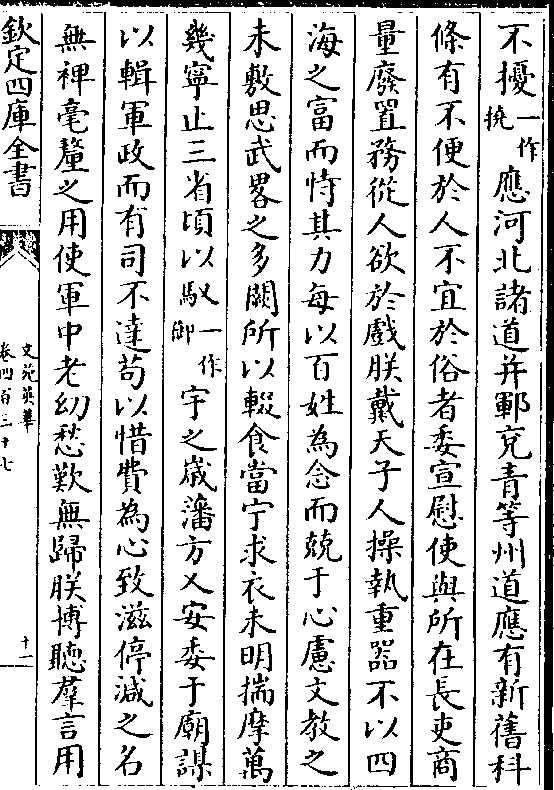 不擾一作撓應河北諸道并鄆兗青等州道應有新舊科
條有不便於人不宜於俗者委宣慰使與所在長吏商
量廢置務從人欲於戲朕戴天子人操執重器不以四
海之富而恃其力每以百姓為念而兢于心慮文教之
未敷思武畧之多闕所以輟食當宁求衣未明揣摩萬
幾寧止三省頃以馭一作御宇之歲藩方乂安委于廟謀
以輯軍政而有司不達苟以惜費為心致滋停減之名
無裨毫釐之用使軍中老幼愁歎無歸朕博聽羣言用
欽定四庫全書
文苑英華
卷四百三十七
十一